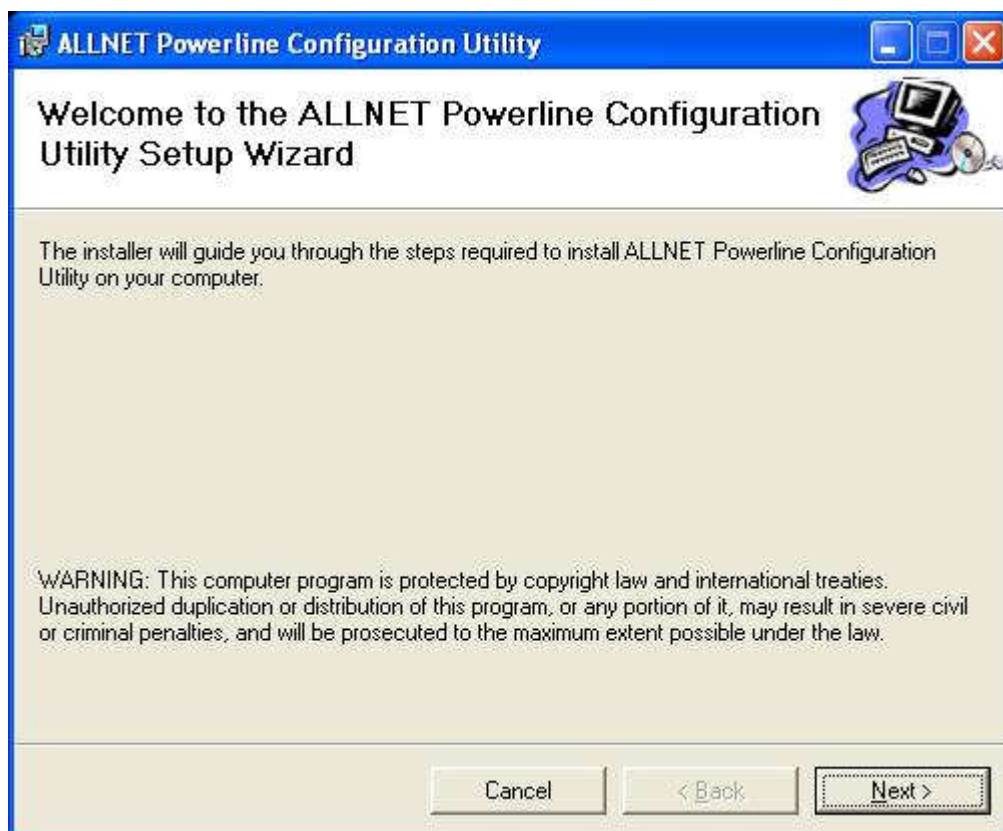 ALLNET Powerline Configuration Utility
Welcome to the ALLNET Powerline Configuration
Utility Setup Wizard
The installer will guide you through the steps required to install ALLNET Powerline Configuration
Utility on your computer.
WARNING: This computer program is protected by copyright law and international treaties.
Unauthorized duplication or distribution of this program, or any portion of it, may result in severe civil
or criminal penalties, and will be prosecuted to the maximum extent possible under the law.
Cancel < Back Next >